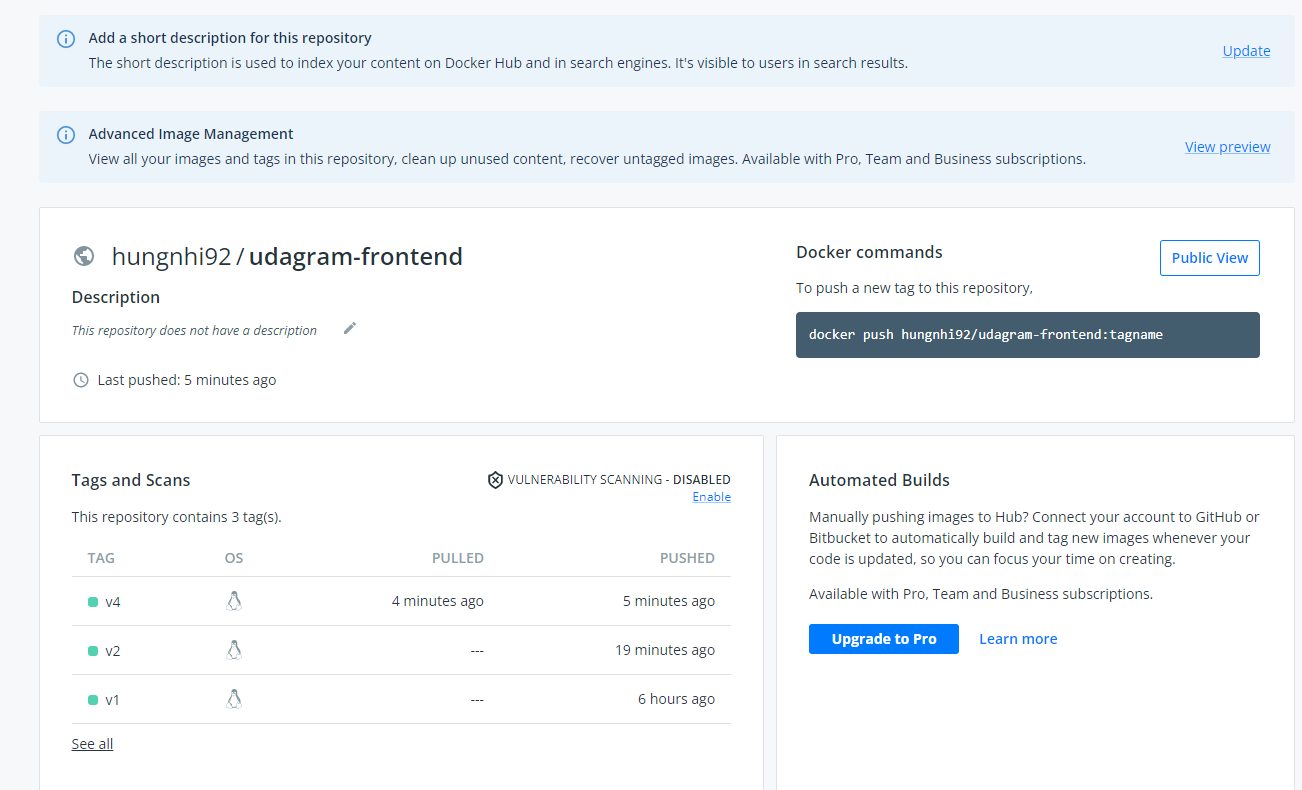 Add a short description for this repository
The short description is used to index your content on Docker Hub and in search engines. It's visible to users in search results.
Update
Advanced Image Management
View all your images and tags in this repository, clean up unused content, recover untagged images. Available with Pro, Team and Business subscriptions.
View preview
hungnhi92 / udagram-frontend
Description
This repository does not have a description
Last pushed: 5 minutes ago
Docker commands
Public View
To push a new tag to this repository,
docker push hungnhi92/udagram-frontend:tagname
Tags and Scans
VULNERABILITY SCANNING - DISABLED
Enable
This repository contains 3 tag(s).
TAG OS PULLED PUSHED
v4 4 minutes ago 5 minutes ago
v2 --- 19 minutes ago
v1 --- 6 hours ago
See all
Automated Builds
Manually pushing images to Hub? Connect your account to GitHub or
Bitbucket to automatically build and tag new images whenever your
code is updated, so you can focus your time on creating.
Available with Pro, Team and Business subscriptions.
Upgrade to Pro Learn more